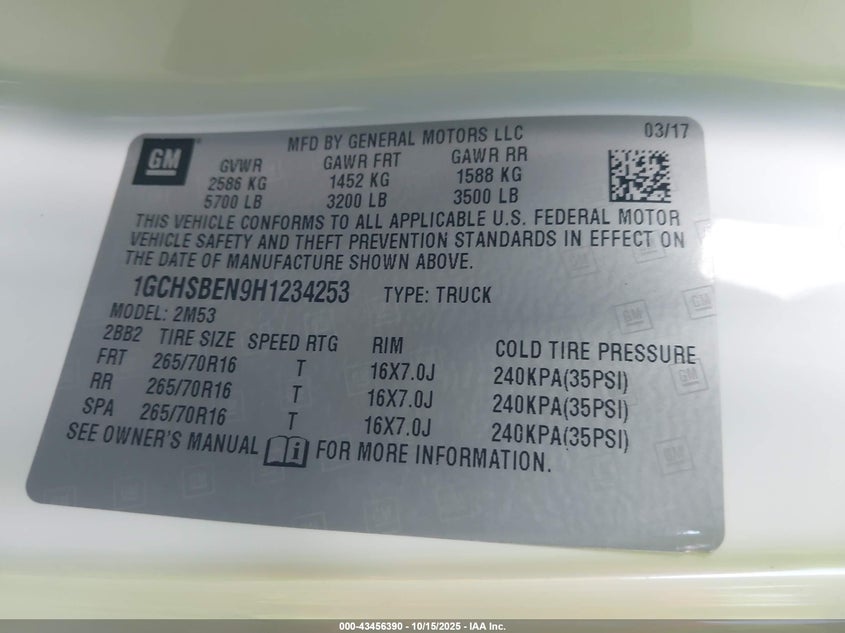 GM
MFD BY GENERAL MOTORS LLC 03/17
GVWR GAWR FRT GAWR RR
2586 KG 1452 KG 1588 KG
5700 LB 3200 LB 3500 LB
THIS VEHICLE CONFORMS TO ALL APPLICABLE U.S. FEDERAL MOTOR
VEHICLE SAFETY AND THEFT PREVENTION STANDARDS IN EFFECT ON
THE DATE OF MANUFACTURE SHOWN ABOVE.
1GCHSBEN9H1234253 TYPE: TRUCK
MODEL: 2M53
2BB2 TIRE SIZE SPEED RTG RIM COLD TIRE PRESSURE
FRT 265/70R16 T 16X7.0J 240KPA(35PSI)
RR 265/70R16 T 16X7.0J 240KPA(35PSI)
SPA 265/70R16 T 16X7.0J 240KPA(35PSI)
SEE OWNER'S MANUAL FOR MORE INFORMATION.
000-43456390 - 10/15/2025 - IAA Inc.